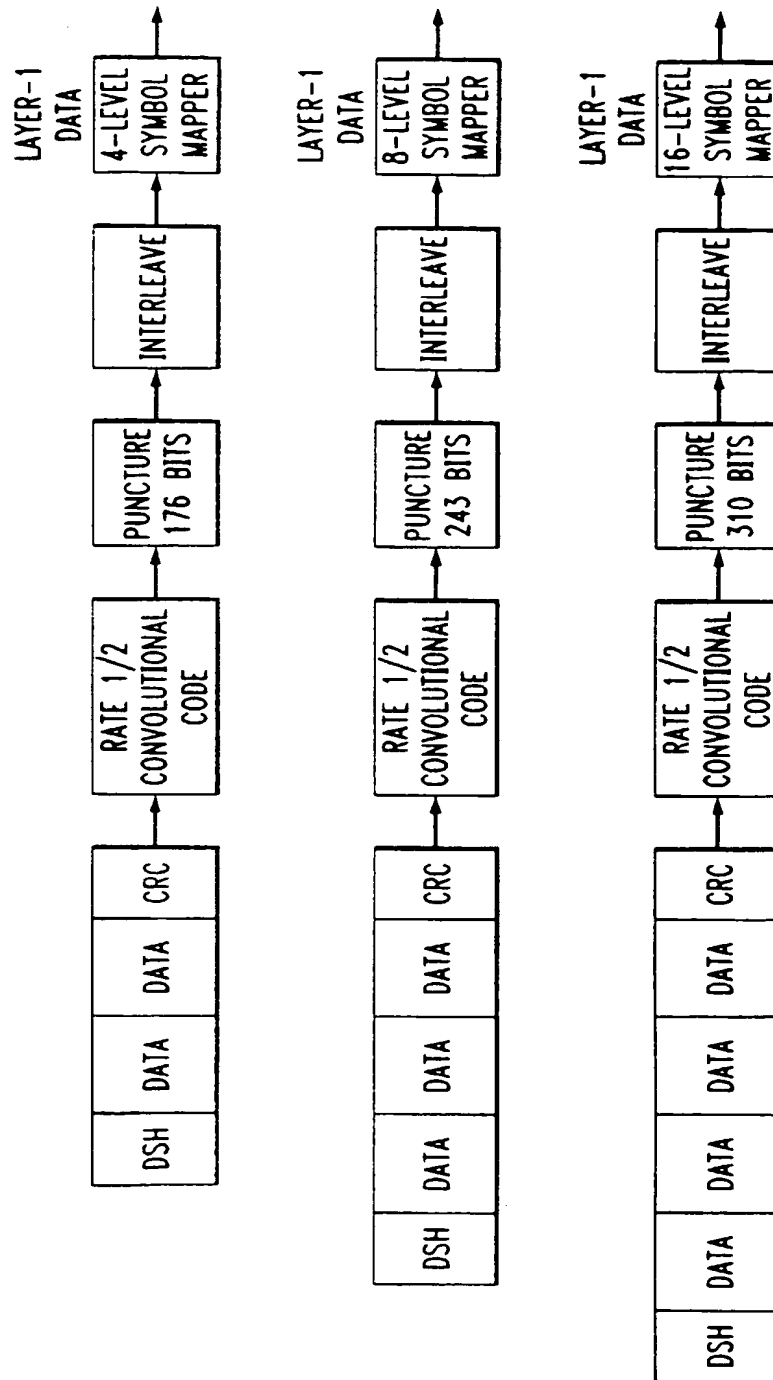 DSH
DATA
DATA
CRC
RATE 1/2
CONVOLUTIONAL
CODE
PUNCTURE
176 BITS
INTERLEAVE
4-LEVEL
SYMBOL
MAPPER
LAYER-1
DATA
DSH
DATA
DATA
DATA
CRC
RATE 1/2
CONVOLUTIONAL
CODE
PUNCTURE
243 BITS
INTERLEAVE
8-LEVEL
SYMBOL
MAPPER
LAYER-1
DATA
DSH
DATA
DATA
DATA
DATA
CRC
RATE 1/2
CONVOLUTIONAL
CODE
PUNCTURE
310 BITS
INTERLEAVE
16-LEVEL
SYMBOL
MAPPER
LAYER-1
DATA